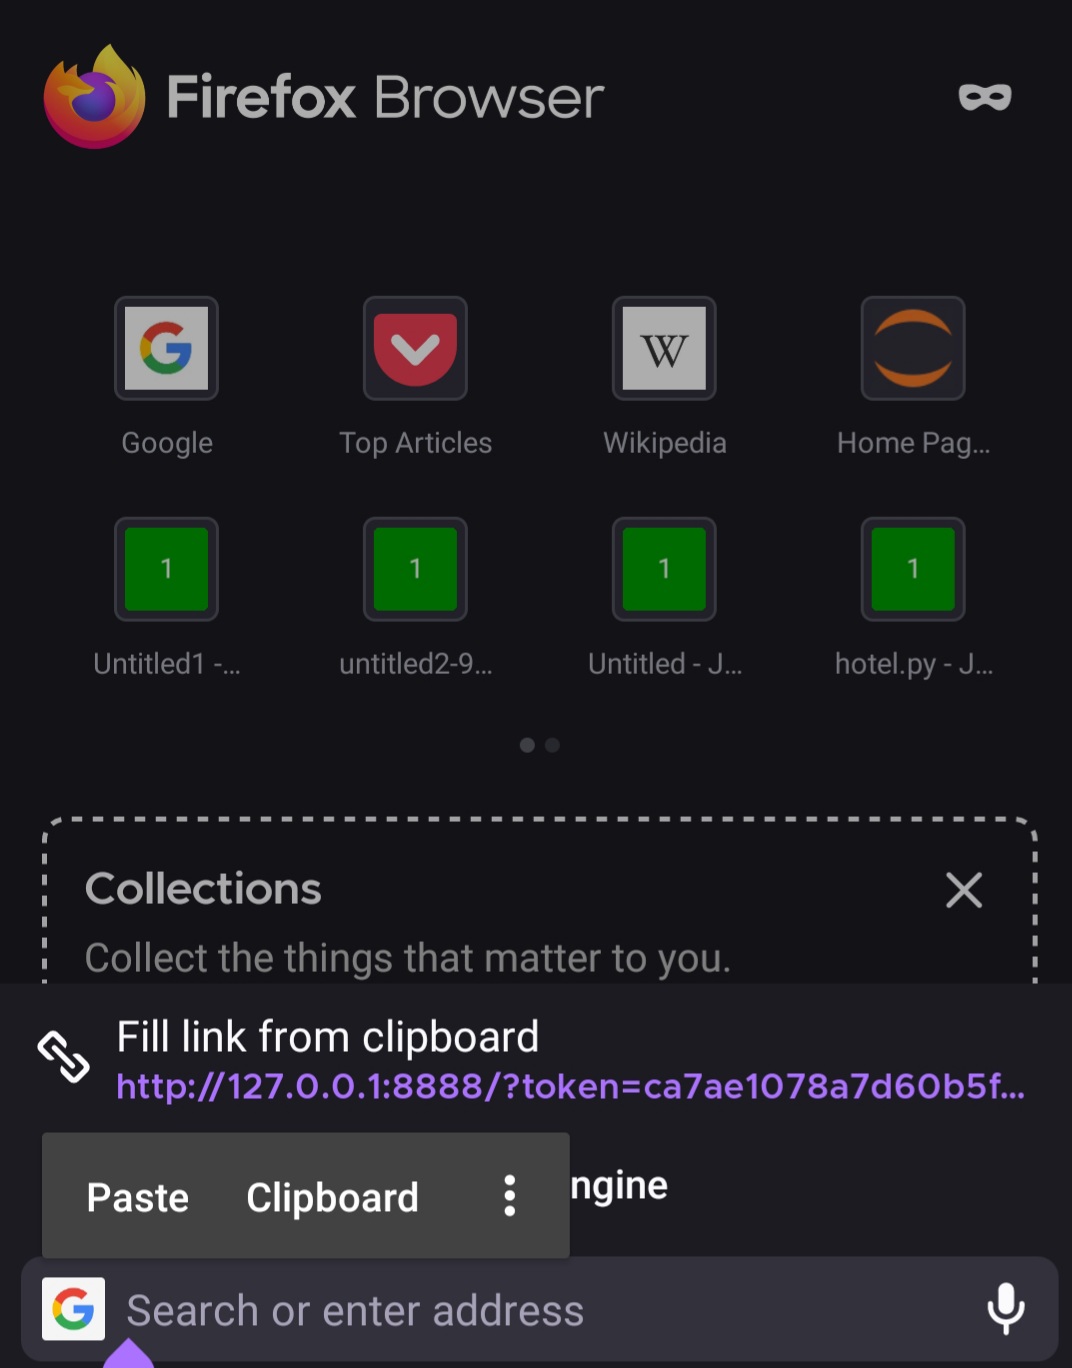 Firefox Browser
Google
Top Articles
Wikipedia
Home Pag...
1
1
1
1
Untitled1 -...
untitled2-9...
Untitled - J...
hotel.py - J...
Collections
Collect the things that matter to you.
Fill link from clipboard
http://127.0.0.1:8888/?token=ca7ae1078a7d60b5f...
Paste Clipboard
ngine
Search or enter address